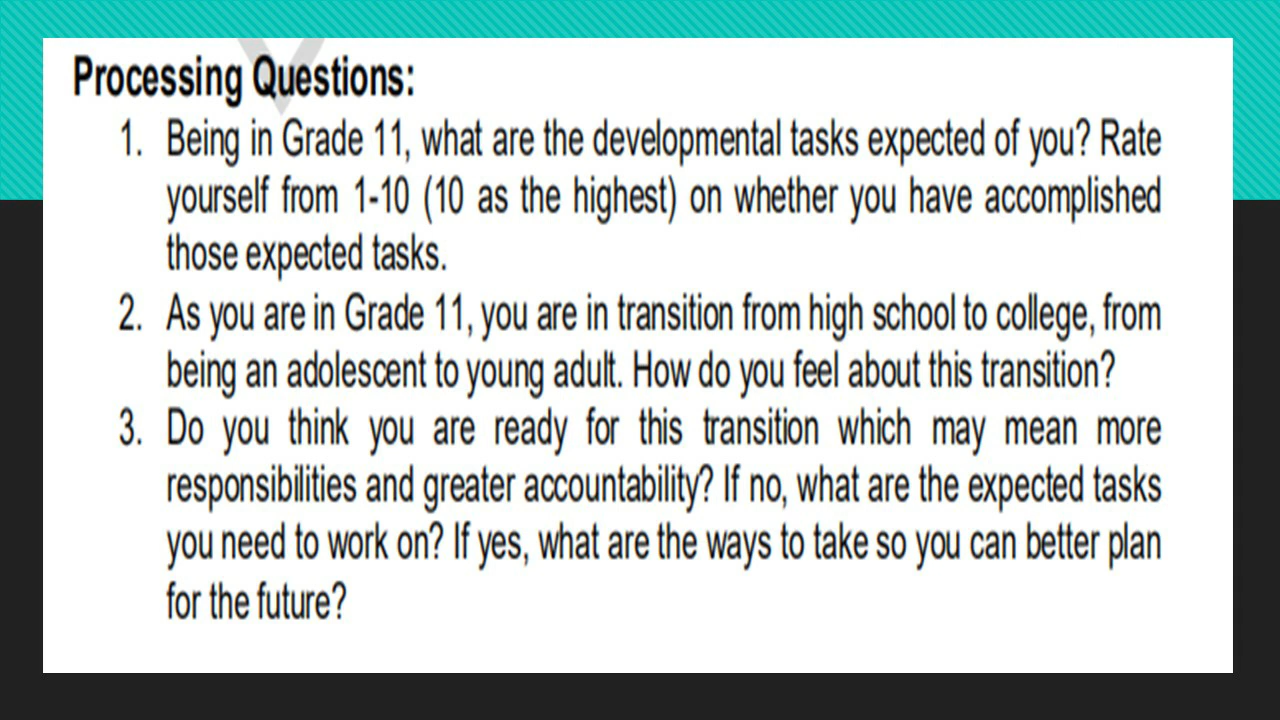 Processing Questions:
1. Being in Grade 11, what are the developmental tasks expected of you? Rate
yourself from 1-10 (10 as the highest) on whether you have accomplished
those expected tasks.
2. As you are in Grade 11, you are in transition from high school to college, from
being an adolescent to young adult. How do you feel about this transition?
3. Do you think you are ready for this transition which may mean more
responsibilities and greater accountability? If no, what are the expected tasks
you need to work on? If yes, what are the ways to take so you can better plan
for the future?